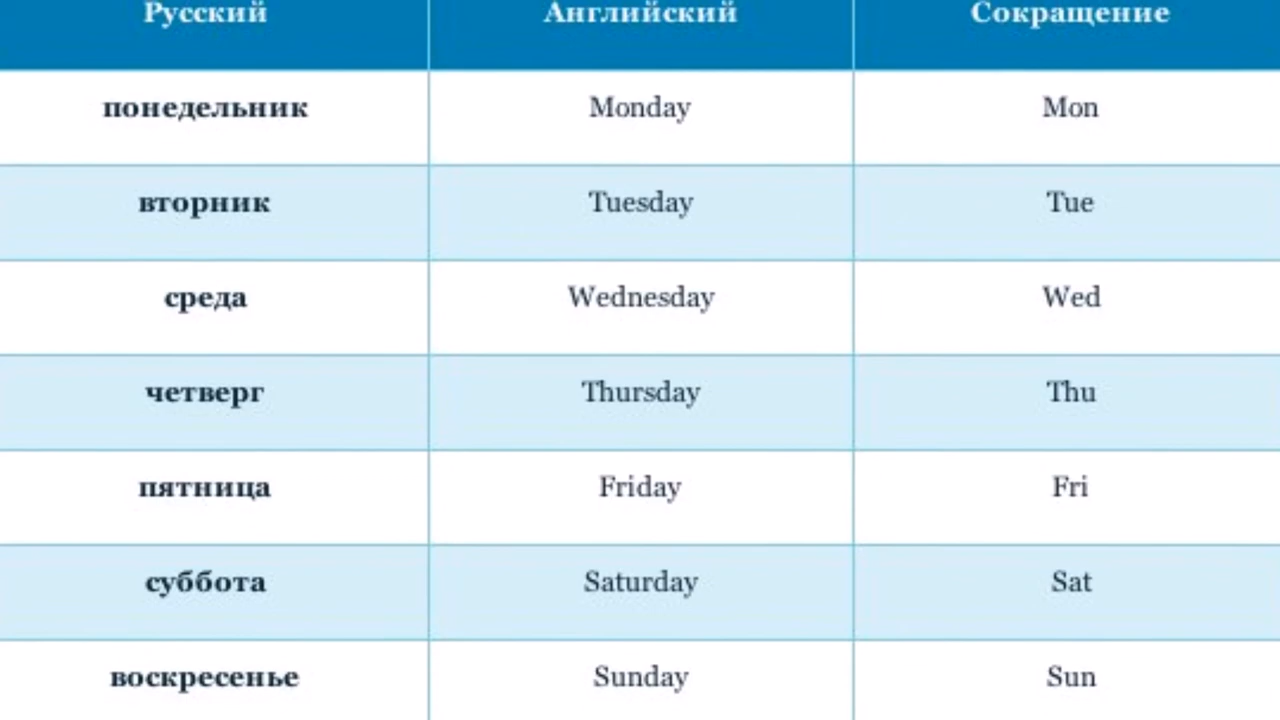 Русский Английский Сокращение
понедельник Monday Mon
вторник Tuesday Tue
среда Wednesday Wed
четверг Thursday Thu
пятница Friday Fri
суббота Saturday Sat
воскресенье Sunday Sun